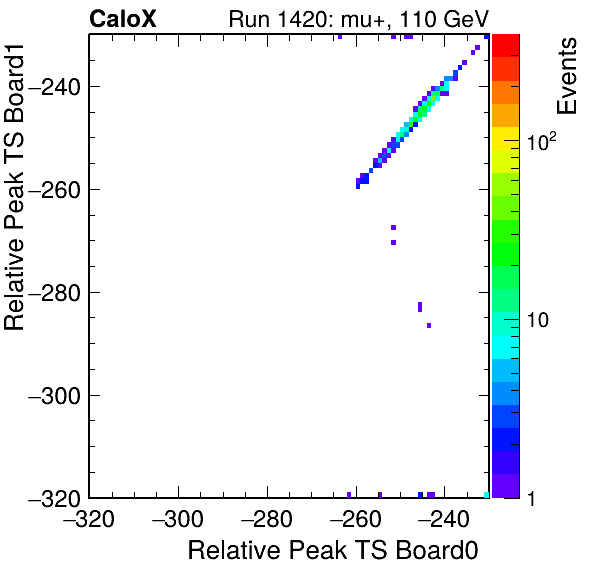 CaloX
Run 1420: mu+, 110 GeV
Relative Peak TS Board1
−240
−260
−280
−300
−320
−320
−300
−280
−260
−240
Relative Peak TS Board0
Events
10²
10
1